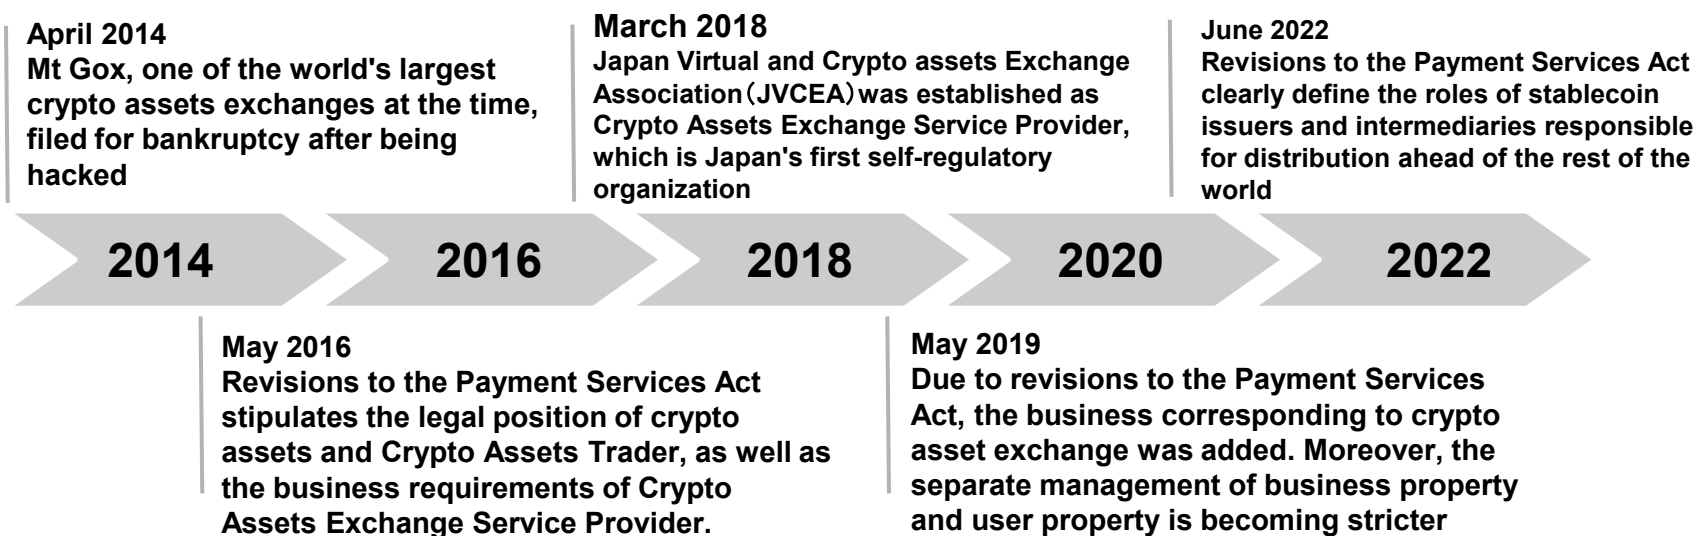 April 2014
Mt Gox, one of the world's largest
crypto assets exchanges at the time,
filed for bankruptcy after being
hacked
March 2018
Japan Virtual and Crypto assets Exchange
Association（JVCEA）was established as
Crypto Assets Exchange Service Provider,
which is Japan's first self-regulatory
organization
June 2022
Revisions to the Payment Services Act
clearly define the roles of stablecoin
issuers and intermediaries responsible
for distribution ahead of the rest of the
world
2014
2016
2018
2020
2022
May 2016
Revisions to the Payment Services Act
stipulates the legal position of crypto
assets and Crypto Assets Trader, as well as
the business requirements of Crypto
Assets Exchange Service Provider.
May 2019
Due to revisions to the Payment Services
Act, the business corresponding to crypto
asset exchange was added. Moreover, the
separate management of business property
and user property is becoming stricter